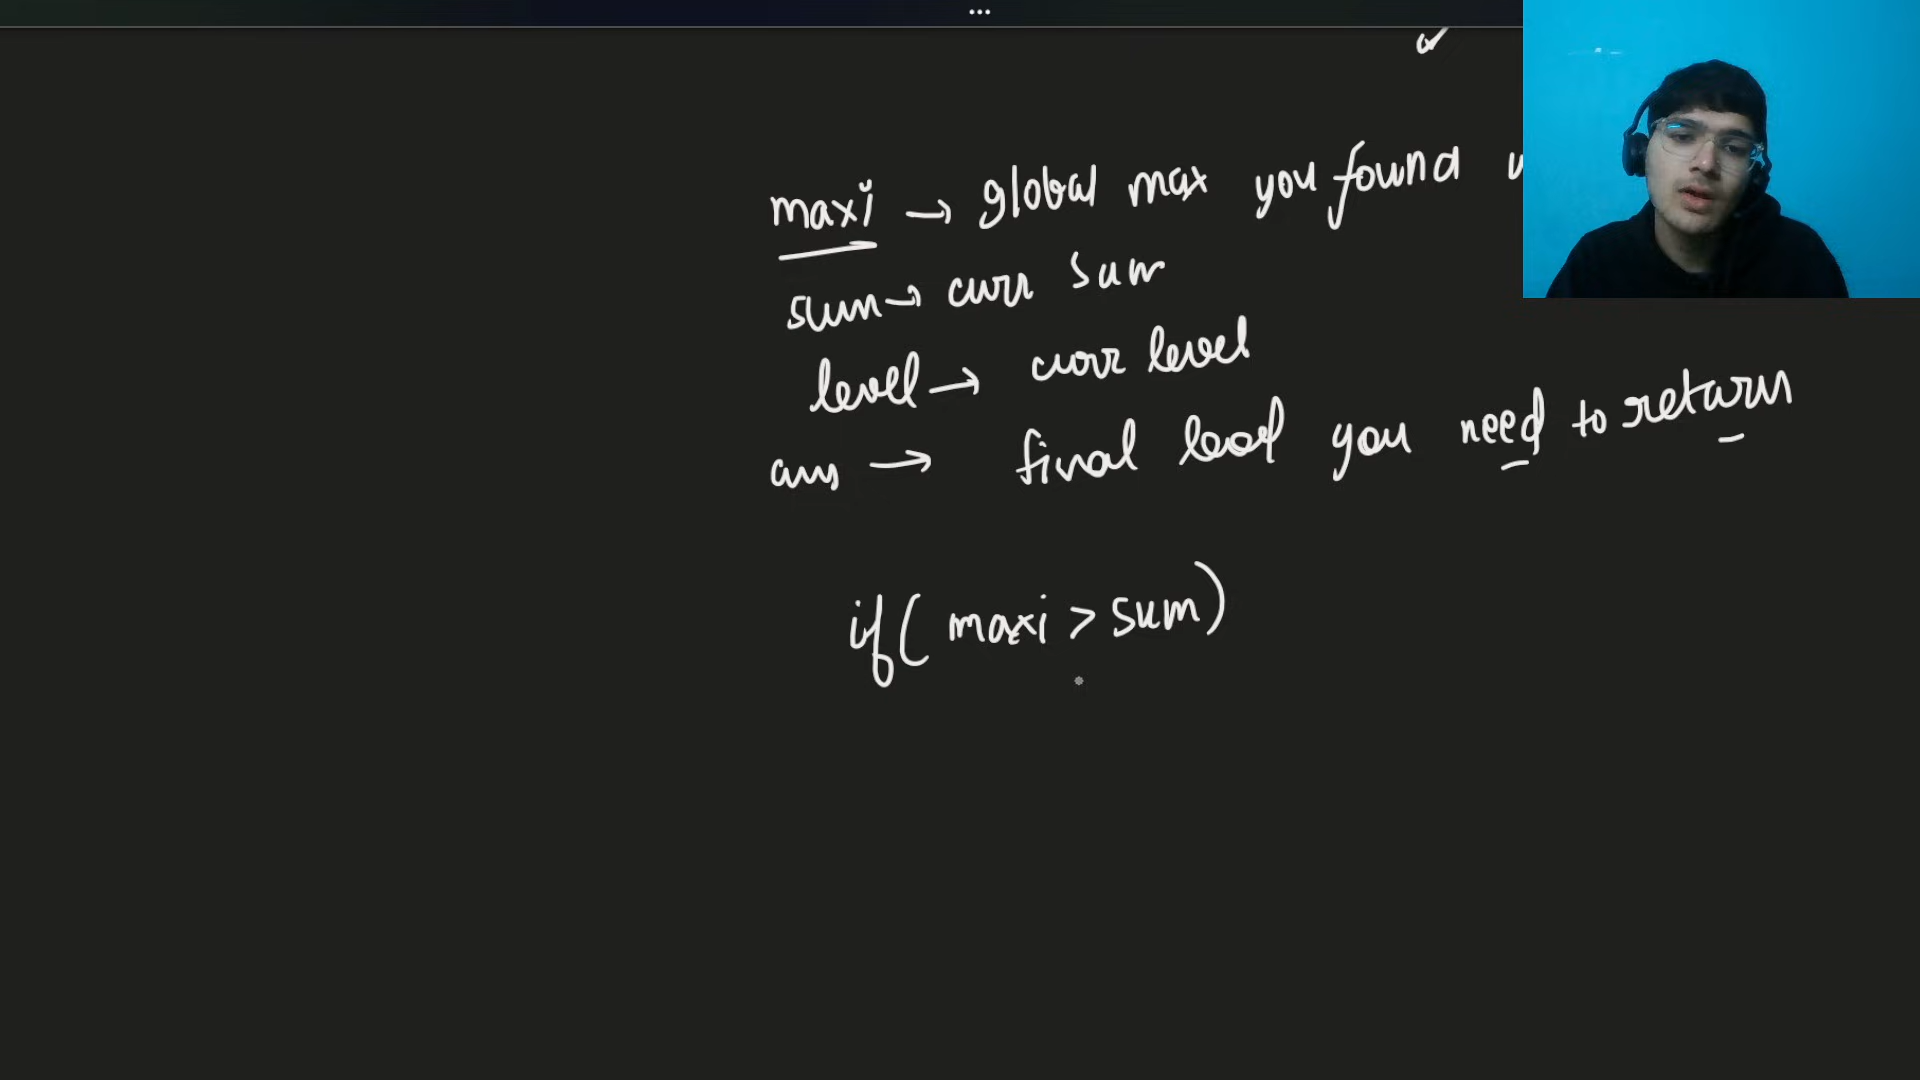 maxi → global max you found
sum → curr sum
level → curr level
ans → final level you need to return
if( maxi > sum)